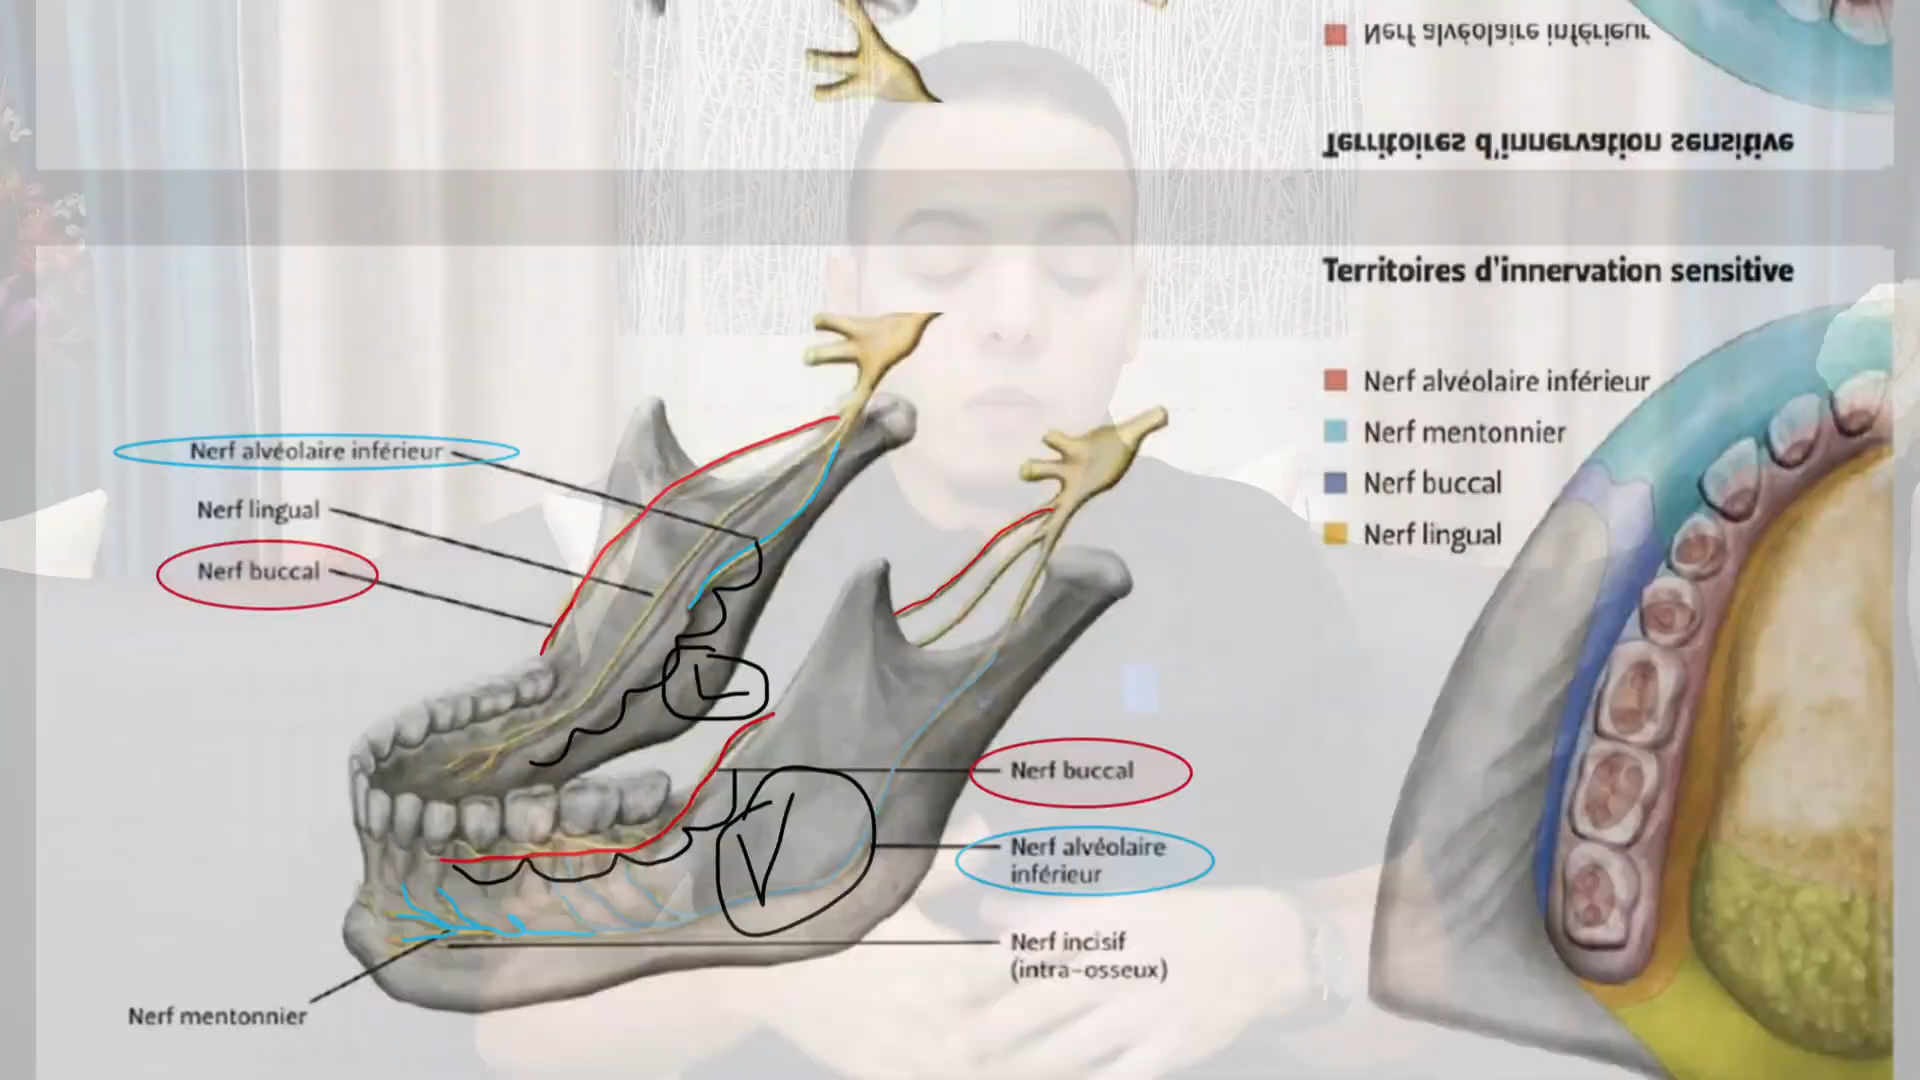 Nerf alvéolaire inférieur
Territoires d'innervation sensitive
Territoires d'innervation sensitive
Nerf alvéolaire inférieur
Nerf mentonnier
Nerf buccal
Nerf lingual
Nerf alvéolaire inférieur
Nerf lingual
Nerf buccal
L
V
Nerf buccal
Nerf alvéolaire
inférieur
Nerf incisif
(intra-osseux)
Nerf mentonnier